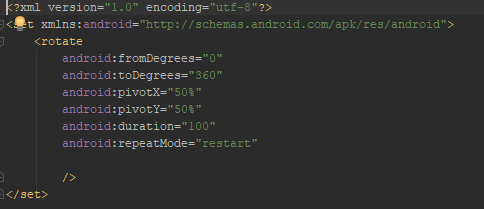 <?xml version="1.0" encoding="utf-8"?>
<set xmlns:android="http://schemas.android.com/apk/res/android">
<rotate
android:fromDegrees="0"
android:toDegrees="360"
android:pivotX="50%"
android:pivotY="50%"
android:duration="100"
android:repeatMode="restart"
/>
</set>